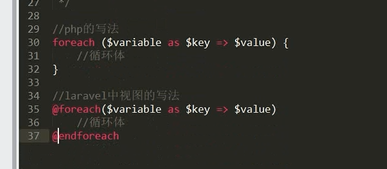 27
28 */
29 //php的写法
30 foreach ($variable as $key => $value) {
31 //循环体
32 }
33
34 //laravel中视图的写法
35 @foreach($variable as $key => $value)
36 //循环体
37 @endforeach